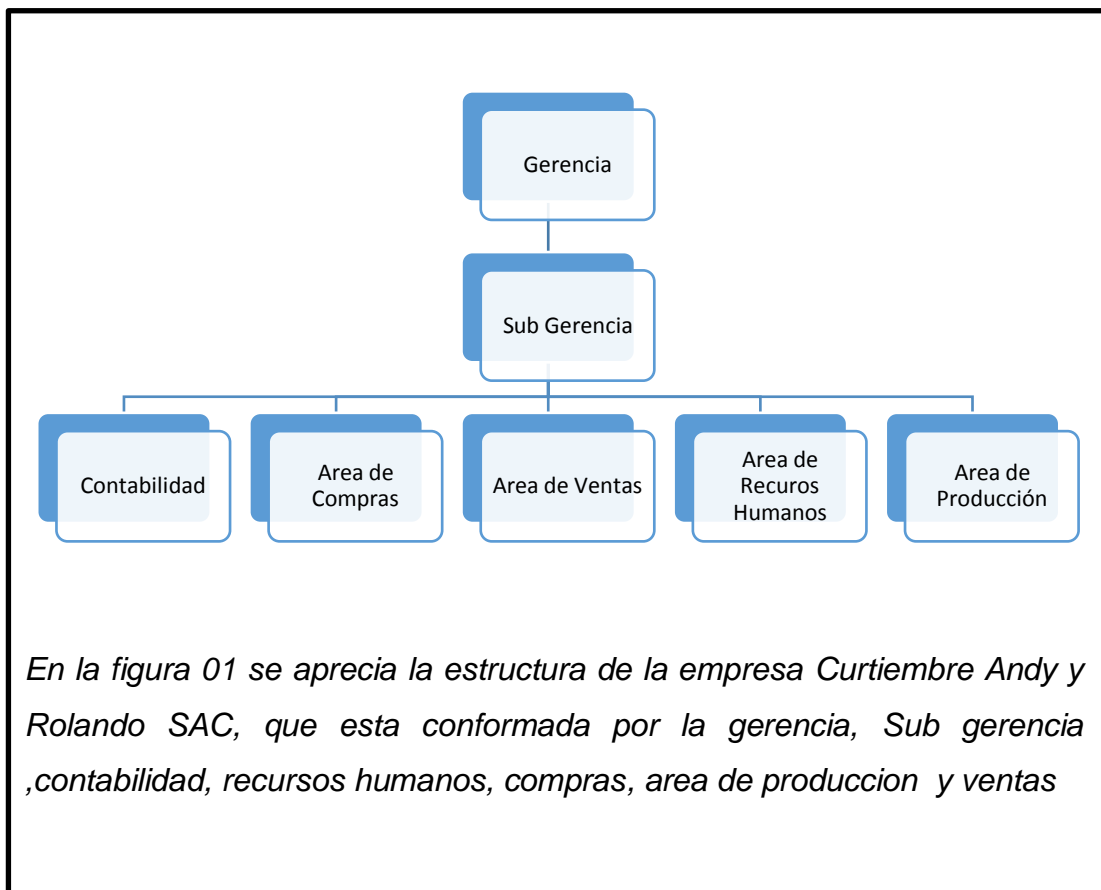 Gerencia
Sub Gerencia
Contabilidad
Area de
Compras
Area de Ventas
Area de
Recuros
Humanos
Area de
Producción
En la figura 01 se aprecia la estructura de la empresa Curtiembre Andy y
Rolando SAC, que esta conformada por la gerencia, Sub gerencia
,contabilidad, recursos humanos, compras, area de produccion y ventas